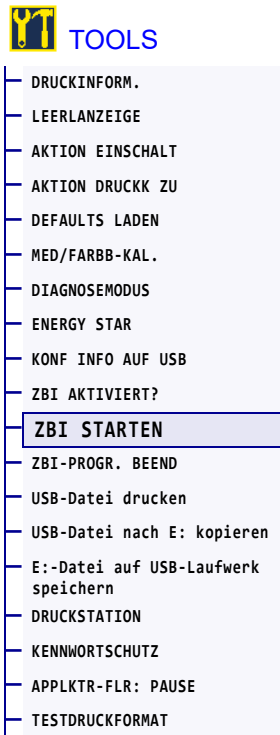 TOOLS
DRUCKINFORM.
LEERLANZEIGE
AKTION EINSCHALT
AKTION DRUCKK ZU
DEFAULTS LADEN
MED/FARBB-KAL.
DIAGNOSEMODUS
ENERGY STAR
KONF INFO AUF USB
ZBI AKTIVIERT?
ZBI STARTEN
ZBI-PROGR. BEEND
USB-Datei drucken
USB-Datei nach E: kopieren
E:-Datei auf USB-Laufwerk
speichern
DRUCKSTATION
KENNWORTSCHUTZ
APPLKTR-FLR: PAUSE
TESTDRUCKFORMAT